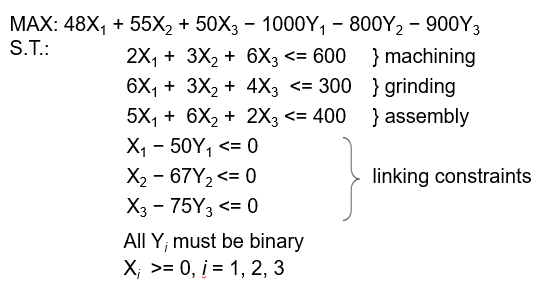 MAX: 48X₁ + 55X₂ + 50X₃ − 1000Y₁ − 800Y₂ − 900Y₃
S.T.:
2X₁ + 3X₂ + 6X₃ <= 600 } machining
6X₁ + 3X₂ + 4X₃ <= 300 } grinding
5X₁ + 6X₂ + 2X₃ <= 400 } assembly
X₁ − 50Y₁ <= 0
X₂ − 67Y₂ <= 0 } linking constraints
X₃ − 75Y₃ <= 0
All Yᵢ must be binary
Xᵢ >= 0, i = 1, 2, 3